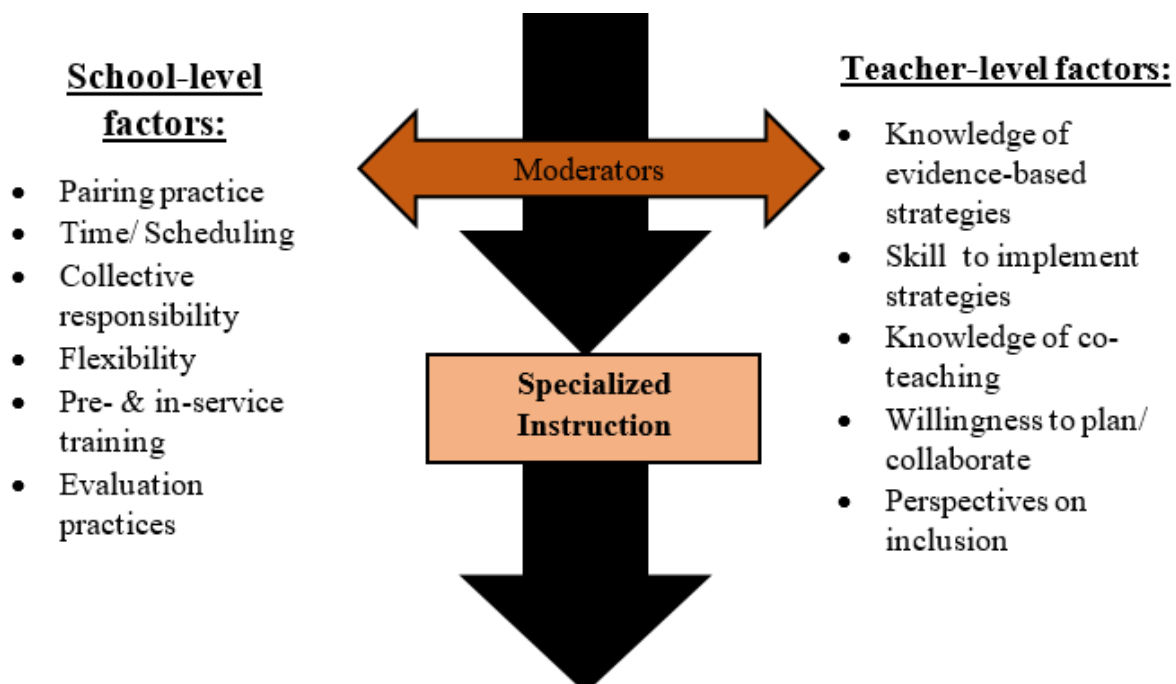 School-level
factors:
• Pairing practice
• Time/ Scheduling
• Collective
responsibility
• Flexibility
• Pre- & in-service
training
• Evaluation
practices
Moderators
Specialized
Instruction
Teacher-level factors:
• Knowledge of
evidence-based
strategies
• Skill to implement
strategies
• Knowledge of co-
teaching
• Willingness to plan/
collaborate
• Perspectives on
inclusion